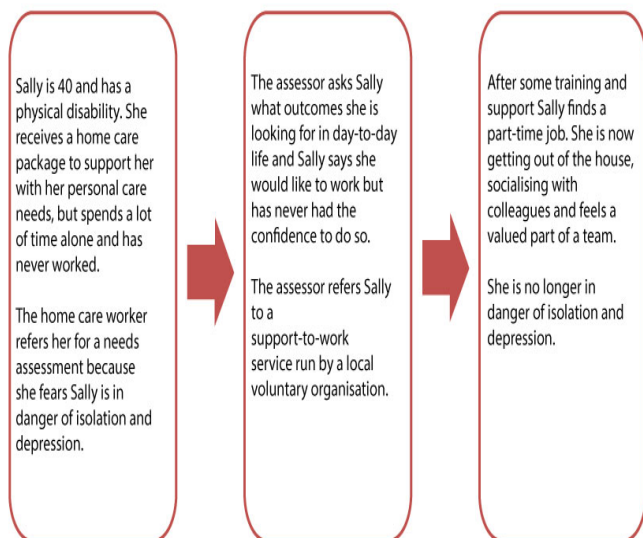 Sally is 40 and has a
physical disability. She
receives a home care
package to support her
with her personal care
needs, but spends a lot
of time alone and has
never worked.
The home care worker
refers her for a needs
assessment because
she fears Sally is in
danger of isolation and
depression.
The assessor asks Sally
what outcomes she is
looking for in day-to-day
life and Sally says she
would like to work but
has never had the
confidence to do so.
The assessor refers Sally
to a
support-to-work
service run by a local
voluntary organisation.
After some training and
support Sally finds a
part-time job. She is now
getting out of the house,
socialising with
colleagues and feels a
valued part of a team.
She is no longer in
danger of isolation and
depression.